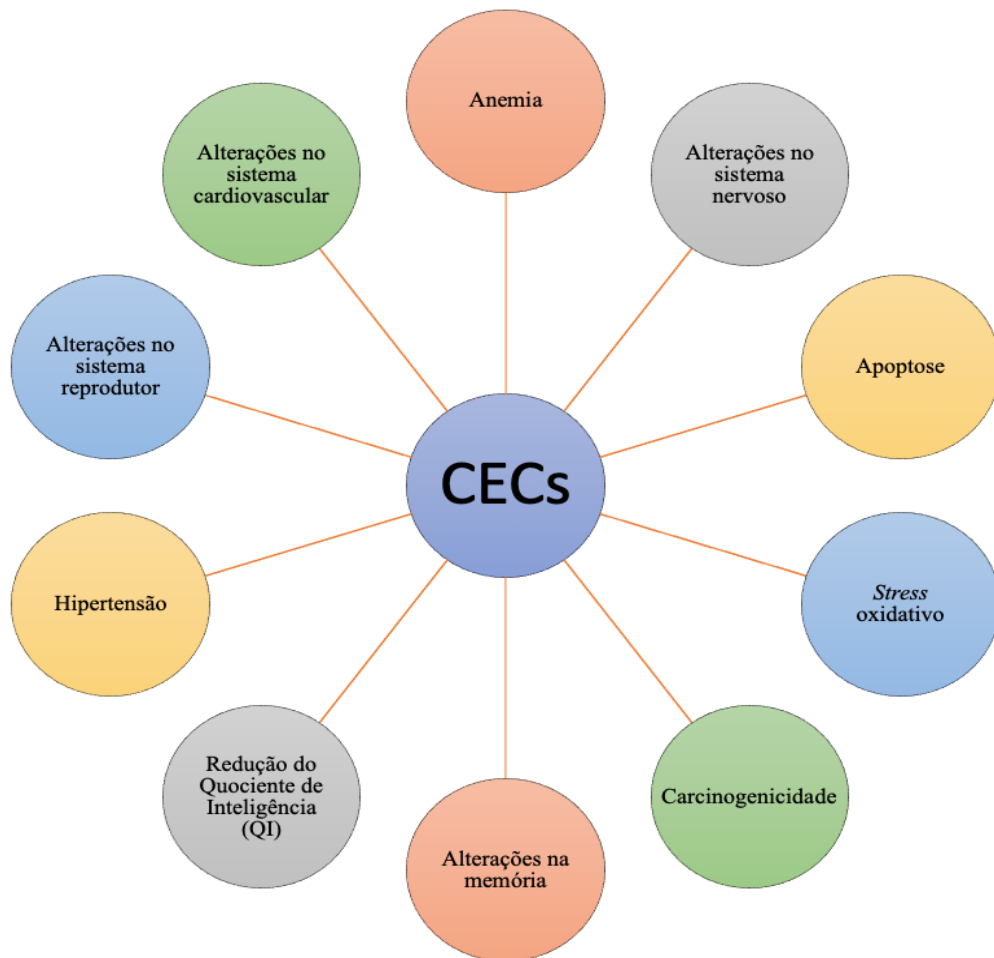 Anemia
Alterações no
sistema
nervoso
Apoptose
Stress
oxidativo
Carcinogenicidade
Alterações na
memória
Redução do
Quociente de
Inteligência
(QI)
Hipertensão
Alterações no
sistema
reprodutor
Alterações no
sistema
cardiovascular
CECs